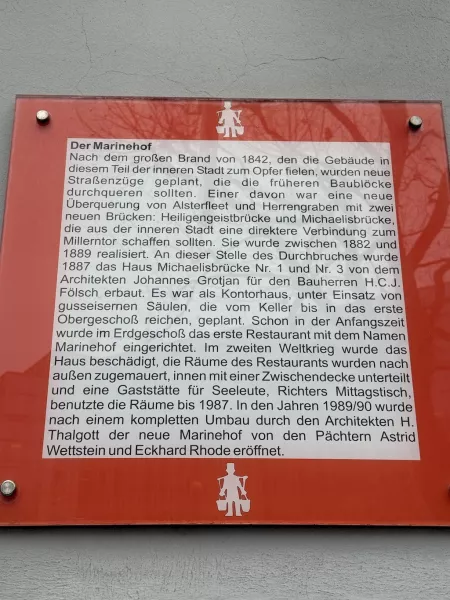 Der Marinehof
Nach dem großen Brand von 1842, den die Gebäude in
diesem Teil der inneren Stadt zum Opfer fielen, wurden neue
Straßenzüge geplant, die die früheren Baublöcke
durchqueren sollten. Einer davon war eine neue
Überquerung von Alsterfleet und Herrengraben mit zwei
neuen Brücken: Heiligengeistbrücke und Michaelisbrücke,
die aus der inneren Stadt eine direktere Verbindung zum
Millerntor schaffen sollten. Sie wurde zwischen 1882 und
1889 realisiert. An dieser Stelle des Durchbruches wurde
1887 das Haus Michaelisbrücke Nr. 1 und Nr. 3 von dem
Architekten Johannes Grotjan für den Bauherren H.C.J.
Fölsch erbaut. Es war als Kontorhaus, unter Einsatz von
gusseisernen Säulen, die vom Keller bis in das erste
Obergeschoß reichen, geplant. Schon in der Anfangszeit
wurde im Erdgeschoß das erste Restaurant mit dem Namen
Marinehof eingerichtet. Im zweiten Weltkrieg wurde das
Haus beschädigt, die Räume des Restaurants wurden nach
außen zugemauert, innen mit einer Zwischendecke unterteilt
und eine Gaststätte für Seeleute, Richters Mittagstisch,
benutzte die Räume bis 1987. In den Jahren 1989/90 wurde
nach einem kompletten Umbau durch den Architekten H.
Thalgott der neue Marinehof von den Pächtern Astrid
Wettstein und Eckhard Rhode eröffnet.